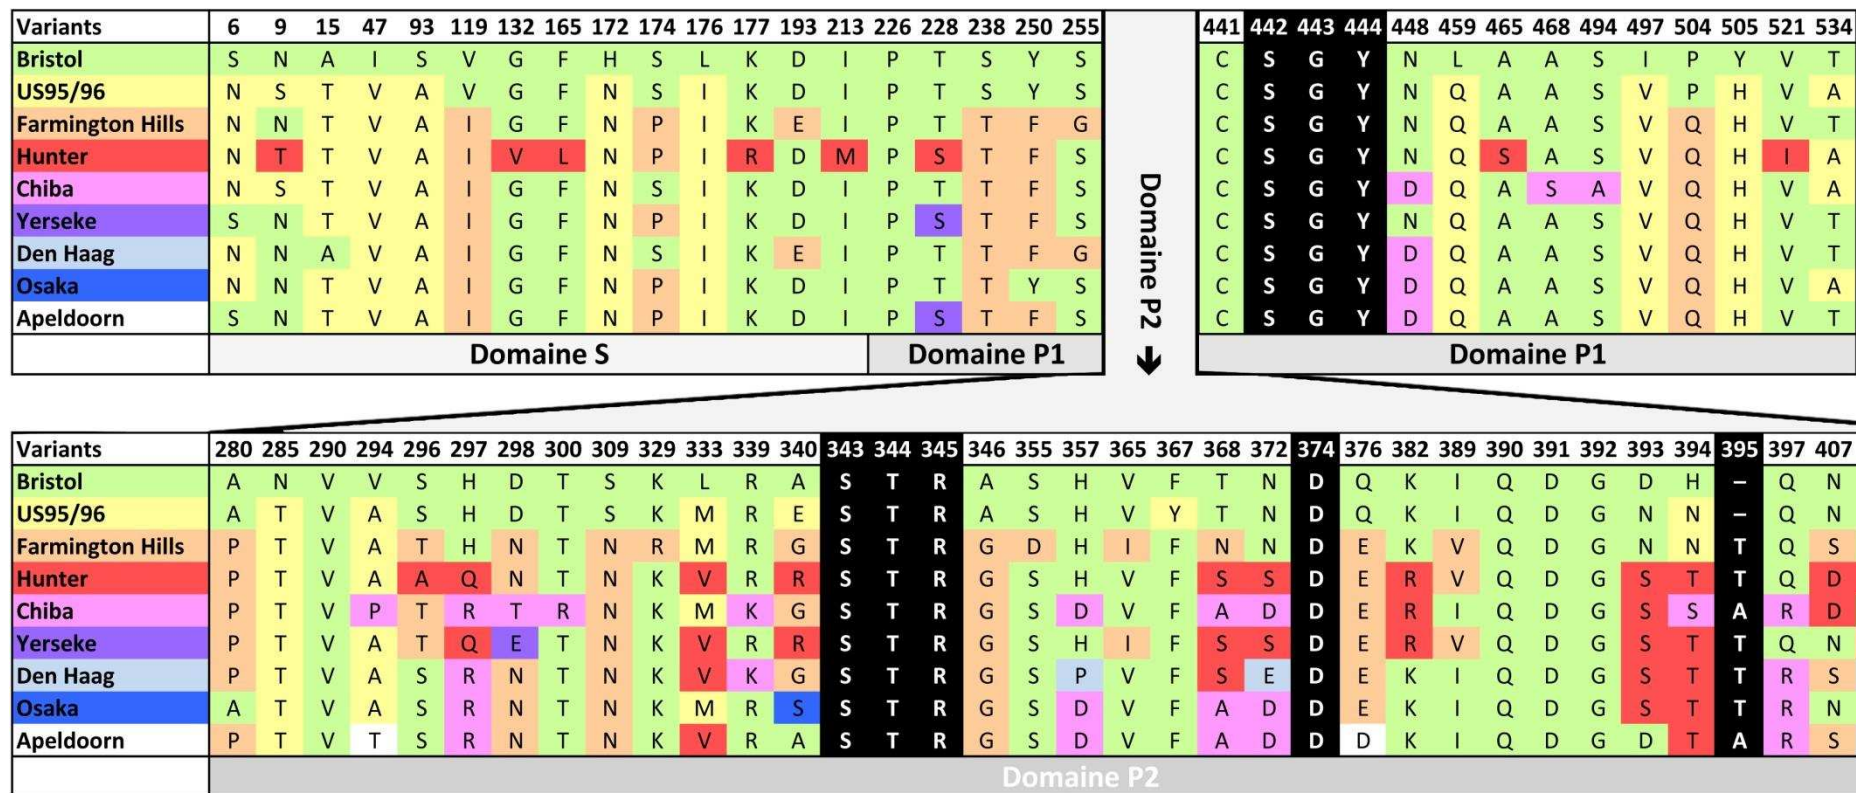 Variants 6 9 15 47 93 119 132 165 172 174 176 177 193 213 226 228 238 250 255 441 442 443 444 448 459 465 468 494 497 504 505 521 534
Bristol S N A I S V G F H S L K D I P T S Y S C S G Y N L A A S I P Y V T
US95/96 N S T V A V G F N S I K D I P T S Y S C S G Y N Q A A S V P H V A
Farmington Hills N N T V A I G F N P I K E I P T T F G C S G Y N Q A A S V Q H V T
Hunter N T T V A I V L N P I R D M P S T F S C S G Y N Q S A S V Q H I A
Chiba N S T V A I G F N S I K D I P T T F S C S G Y D Q A S A V Q H V A
Yerseke S N T V A I G F N P I K D I P S T F S C S G Y N Q A A S V Q H V T
Den Haag N N A V A I G F N S I K E I P T T F G C S G Y D Q A A S V Q H V T
Osaka N N T V A I G F N P I K D I P T T Y S C S G Y D Q A A S V Q H V A
Apeldoorn S N T V A I G F N P I K D I P S T F S C S G Y D Q A A S V Q H V T
Domaine S Domaine P1 Domaine P1
Domaine P2 ↓
Variants 280 285 290 294 296 297 298 300 309 329 333 339 340 343 344 345 346 355 357 365 367 368 372 374 376 382 389 390 391 392 393 394 395 397 407
Bristol A N V V S H D T S K L R A S T R A S H V F T N D Q K I Q D G D H – Q N
US95/96 A T V A S H D T S K M R E S T R A S H V Y T N D Q K I Q D G N N – Q N
Farmington Hills P T V A T H N T N R M R G S T R G D H I F N N D E K V Q D G N N T Q S
Hunter P T V A A Q N T N K V R R S T R G S H V F S S D E R V Q D G S T T Q D
Chiba P T V P T R T R N K M K G S T R G S D V F A D D E R I Q D G S S A R D
Yerseke P T V A T Q E T N K V R R S T R G S H I F S S D E R V Q D G S T T Q N
Den Haag P T V A S R N T N K V K G S T R G S P V F S E D E K I Q D G S T T R S
Osaka A T V A S R N T N K M R S S T R G S D V F A D D E K I Q D G S T T R N
Apeldoorn P T V T S R N T N K V R A S T R G S D V F A D D D K I Q D G D T A R S
Domaine P2